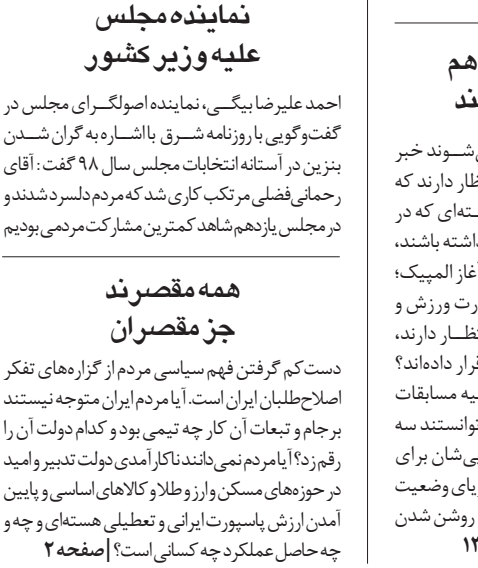 نماینده مجلس
علیه وزیر کشور
احمد علیرضا بیگی، نماینده اصولگرای مجلس در
گفت‌وگویی با روزنامه شرق با اشاره به گران شدن
بنزین در آستانه انتخابات مجلس سال ۹۸ گفت: آقای
رحمانی‌فضلی مرتکب کاری شد که مردم دلسرد شدند و
در مجلس یازدهم شاهد کمترین مشارکت مردمی بودیم
همه مقصرند
جز مقصران
دست‌کم گرفتن فهم سیاسی مردم از گزاره‌های تفکر
اصلاح‌طلبان ایران است. آیا مردم ایران متوجه نیستند
برجام و تبعات آن کار چه تیمی بود و کدام دولت آن را
رقم زد؟ آیا مردم نمی‌دانند ناکارآمدی دولت تدبیر و امید
در حوزه‌های مسکن و ارز و طلا و کالاهای اساسی و پایین
آمدن ارزش پاسپورت ایرانی و تعطیلی هسته‌ای و چه و
چه حاصل عملکرد چه کسانی است؟ | صفحه ۲
هم
ند
شوند خبر
ظار دارند که
در
داشته باشند،
آغاز المپیک؛
ورزش و
دارند،
قرار داده‌اند؟
مسابقات
توانستند سه
برای
وضعیت
روشن شدن
۱۲